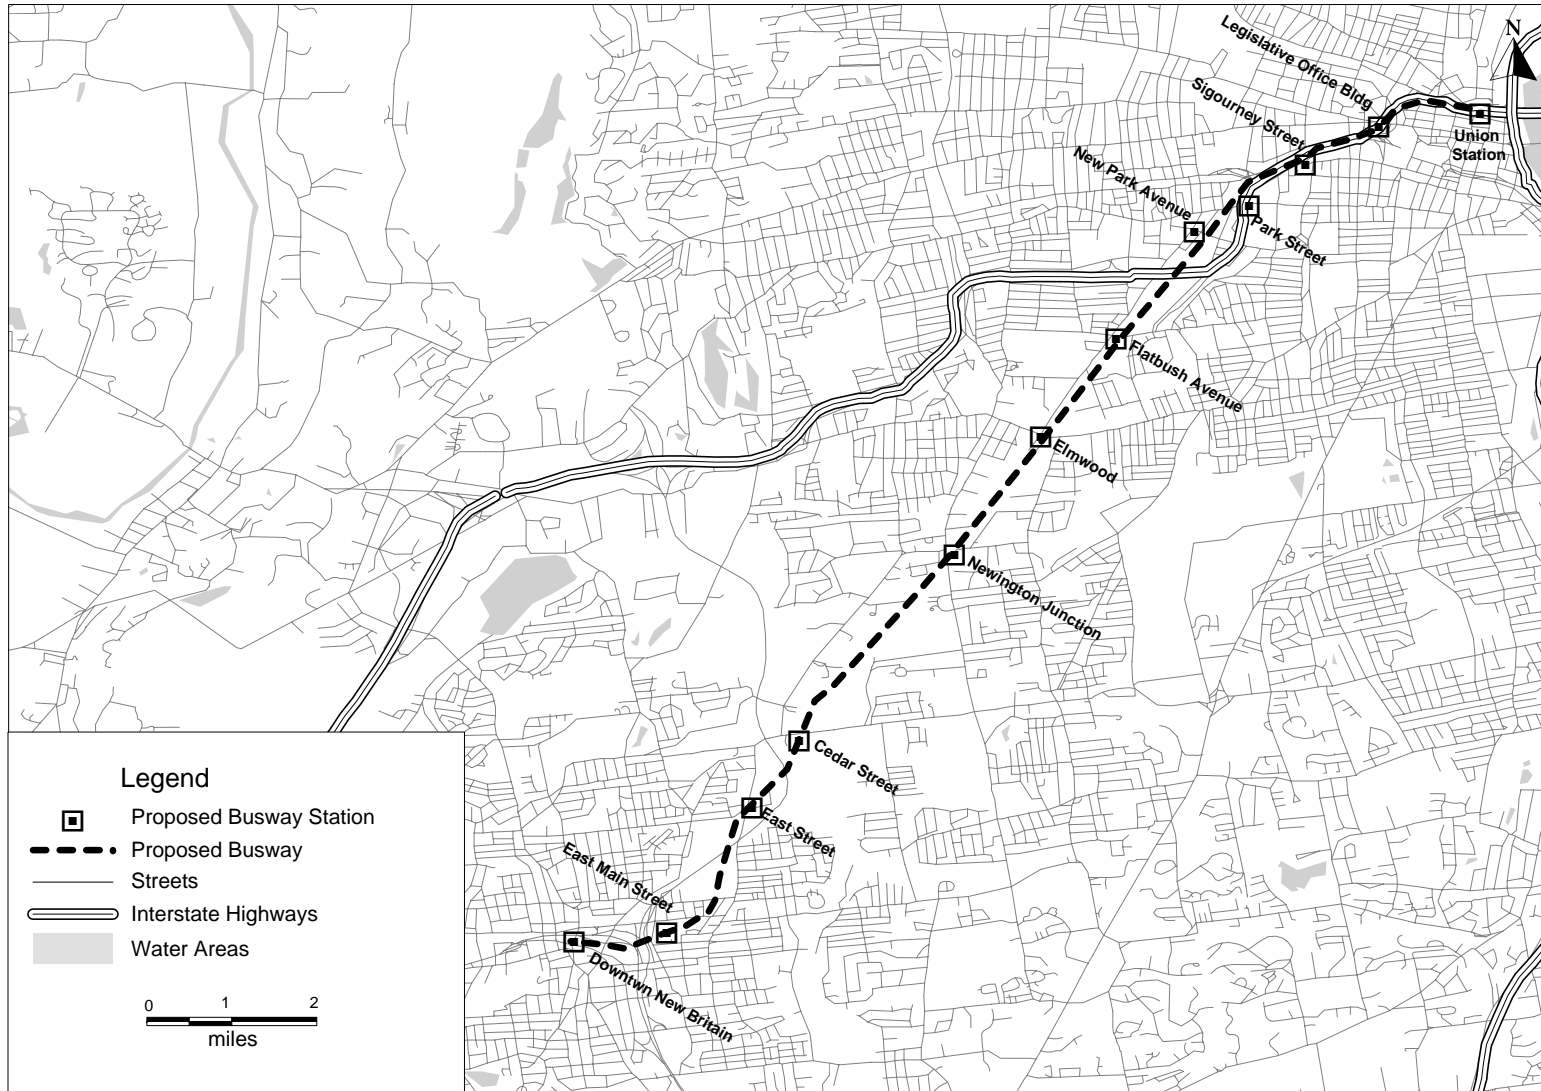 N
Legislative Office Bldg
Sigourney Street
Union
Station
New Park Avenue
Park Street
Flatbush Avenue
Elmwood
Newington Junction
Cedar Street
East Street
East Main Street
Downtwn New Britain
Legend
Proposed Busway Station
Proposed Busway
Streets
Interstate Highways
Water Areas
0 1 2
miles